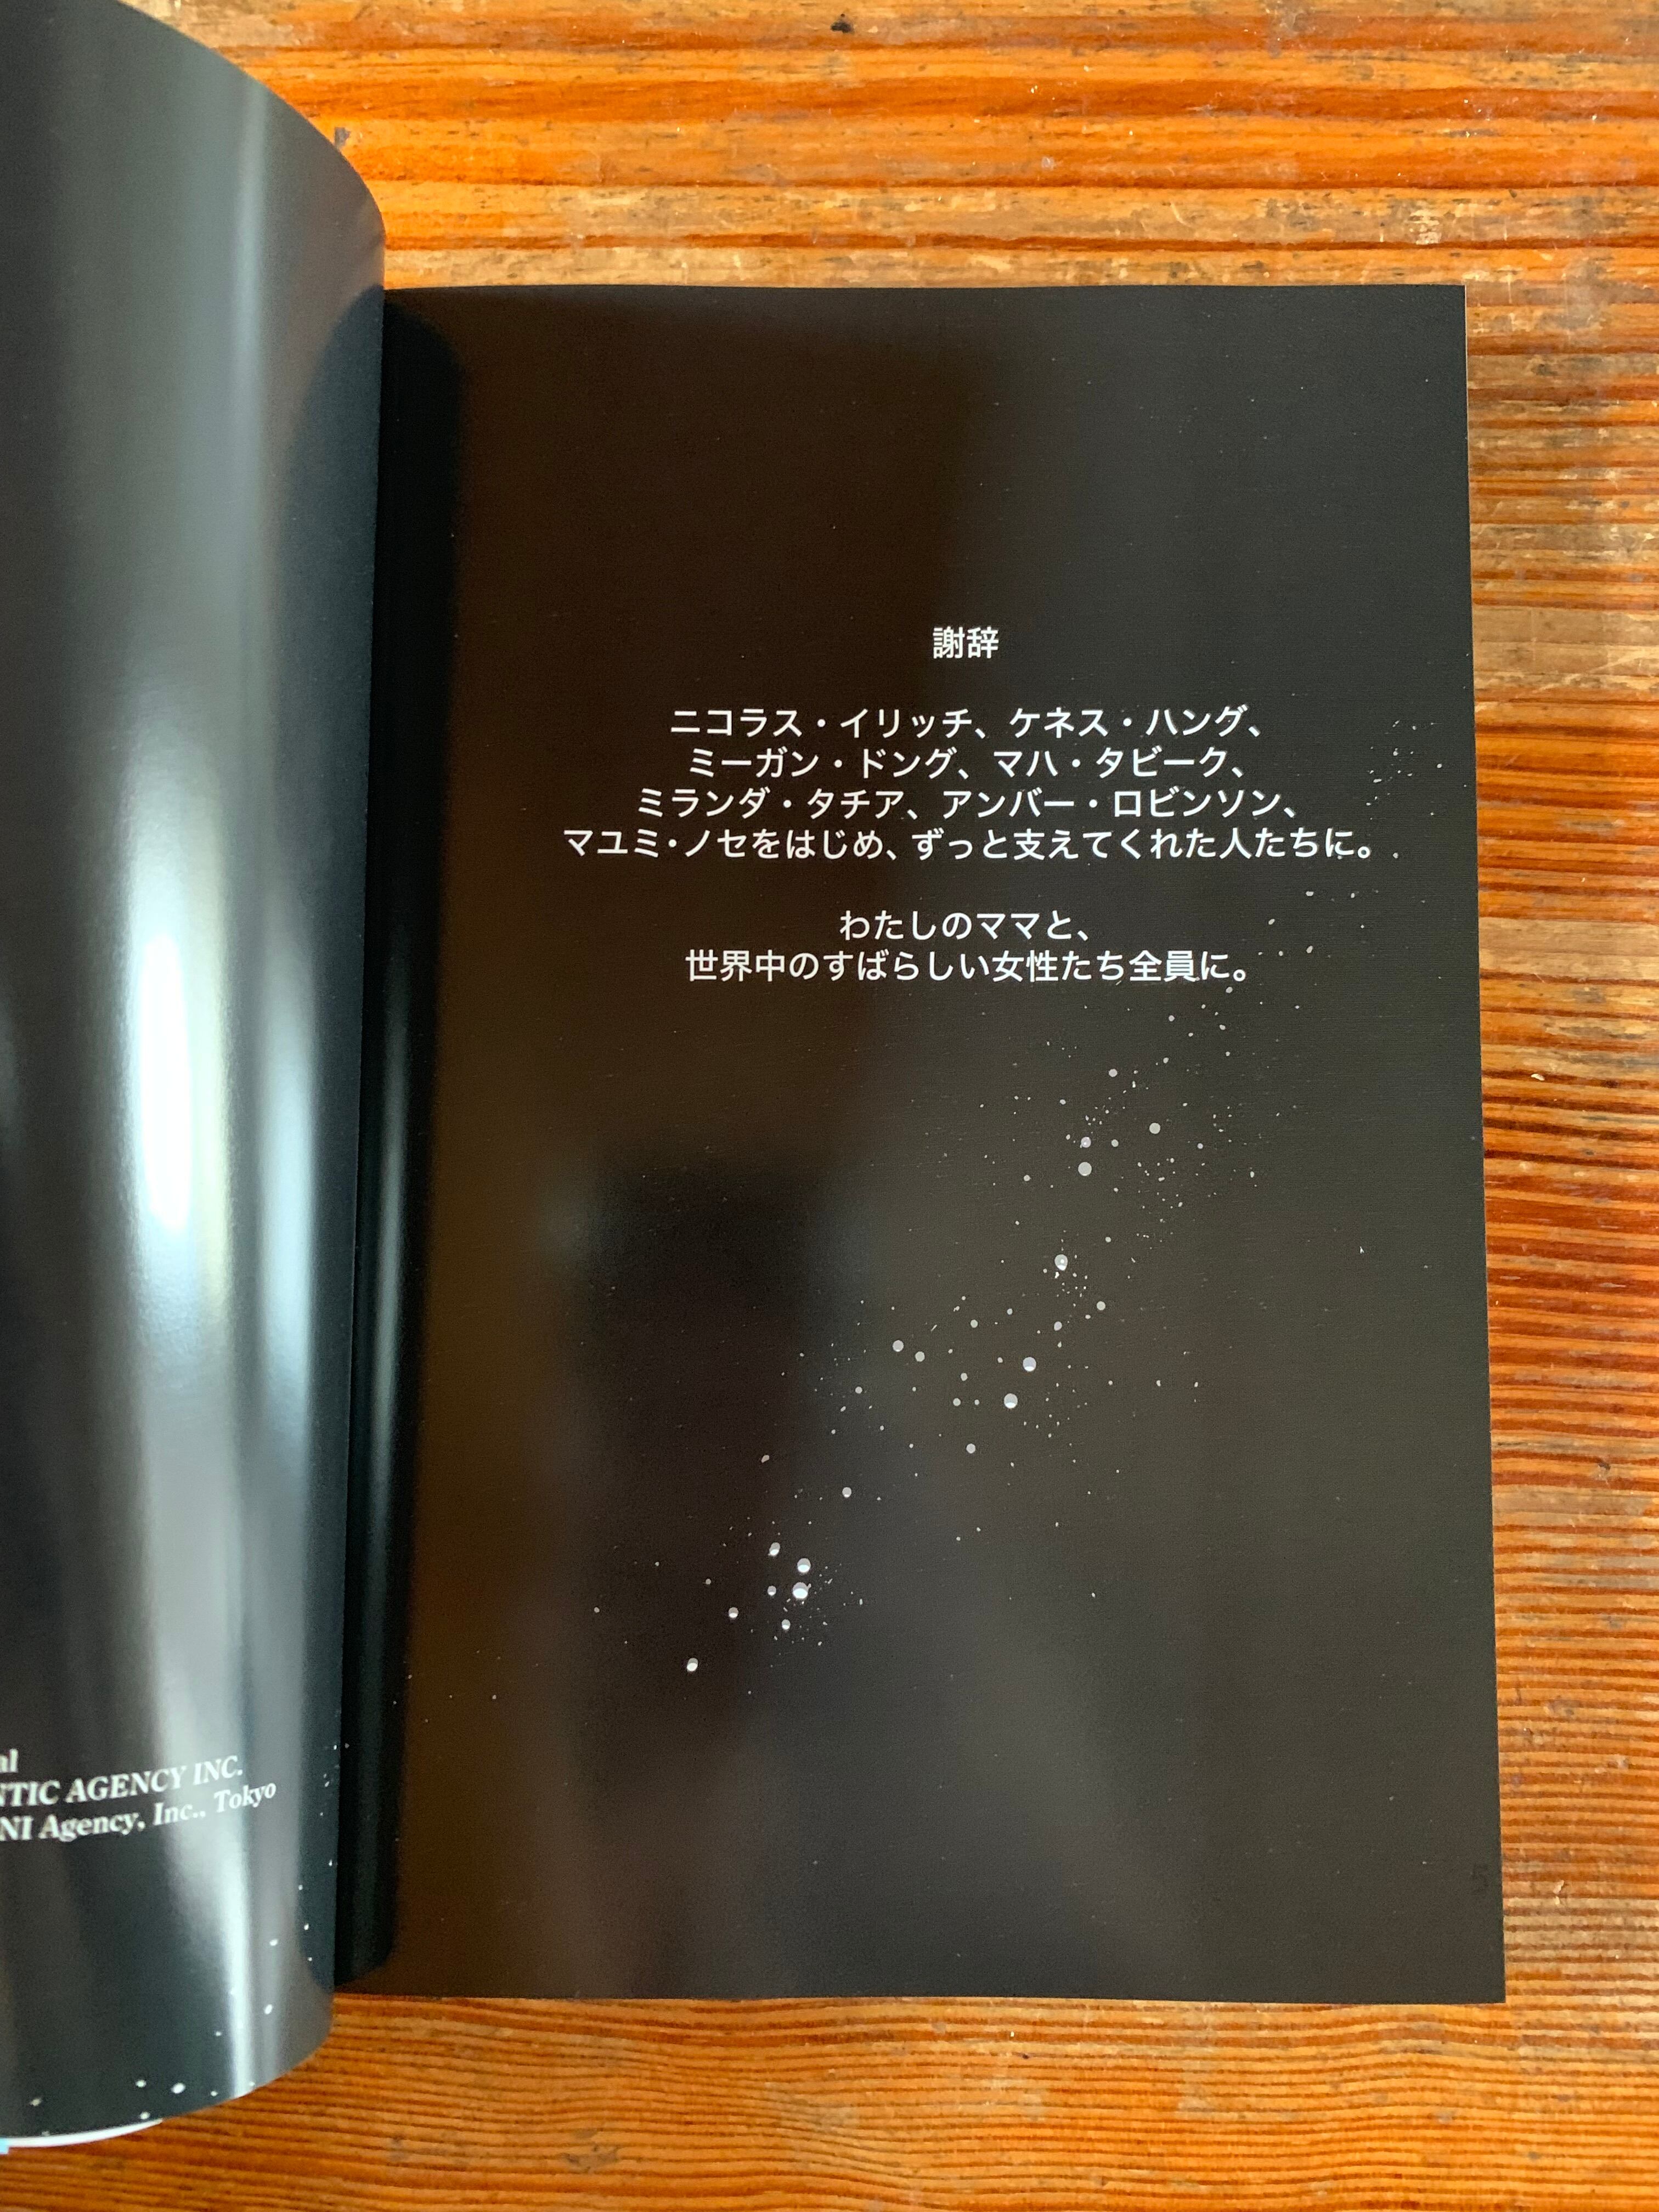 AGENCY INC.
Agency, Inc.. Tokyo
謝辞
ニコラス・イリッチ、ケネス・ハング、
ミーガン・ドング、マハ・タビーク、
ミランダ・タチア、アンバー・ロビンソン、
マユミ・ノセをはじめ、ずっと支えてくれた人たちに。
わたしのママと、
世界中のすばらしい女性たち全員に。